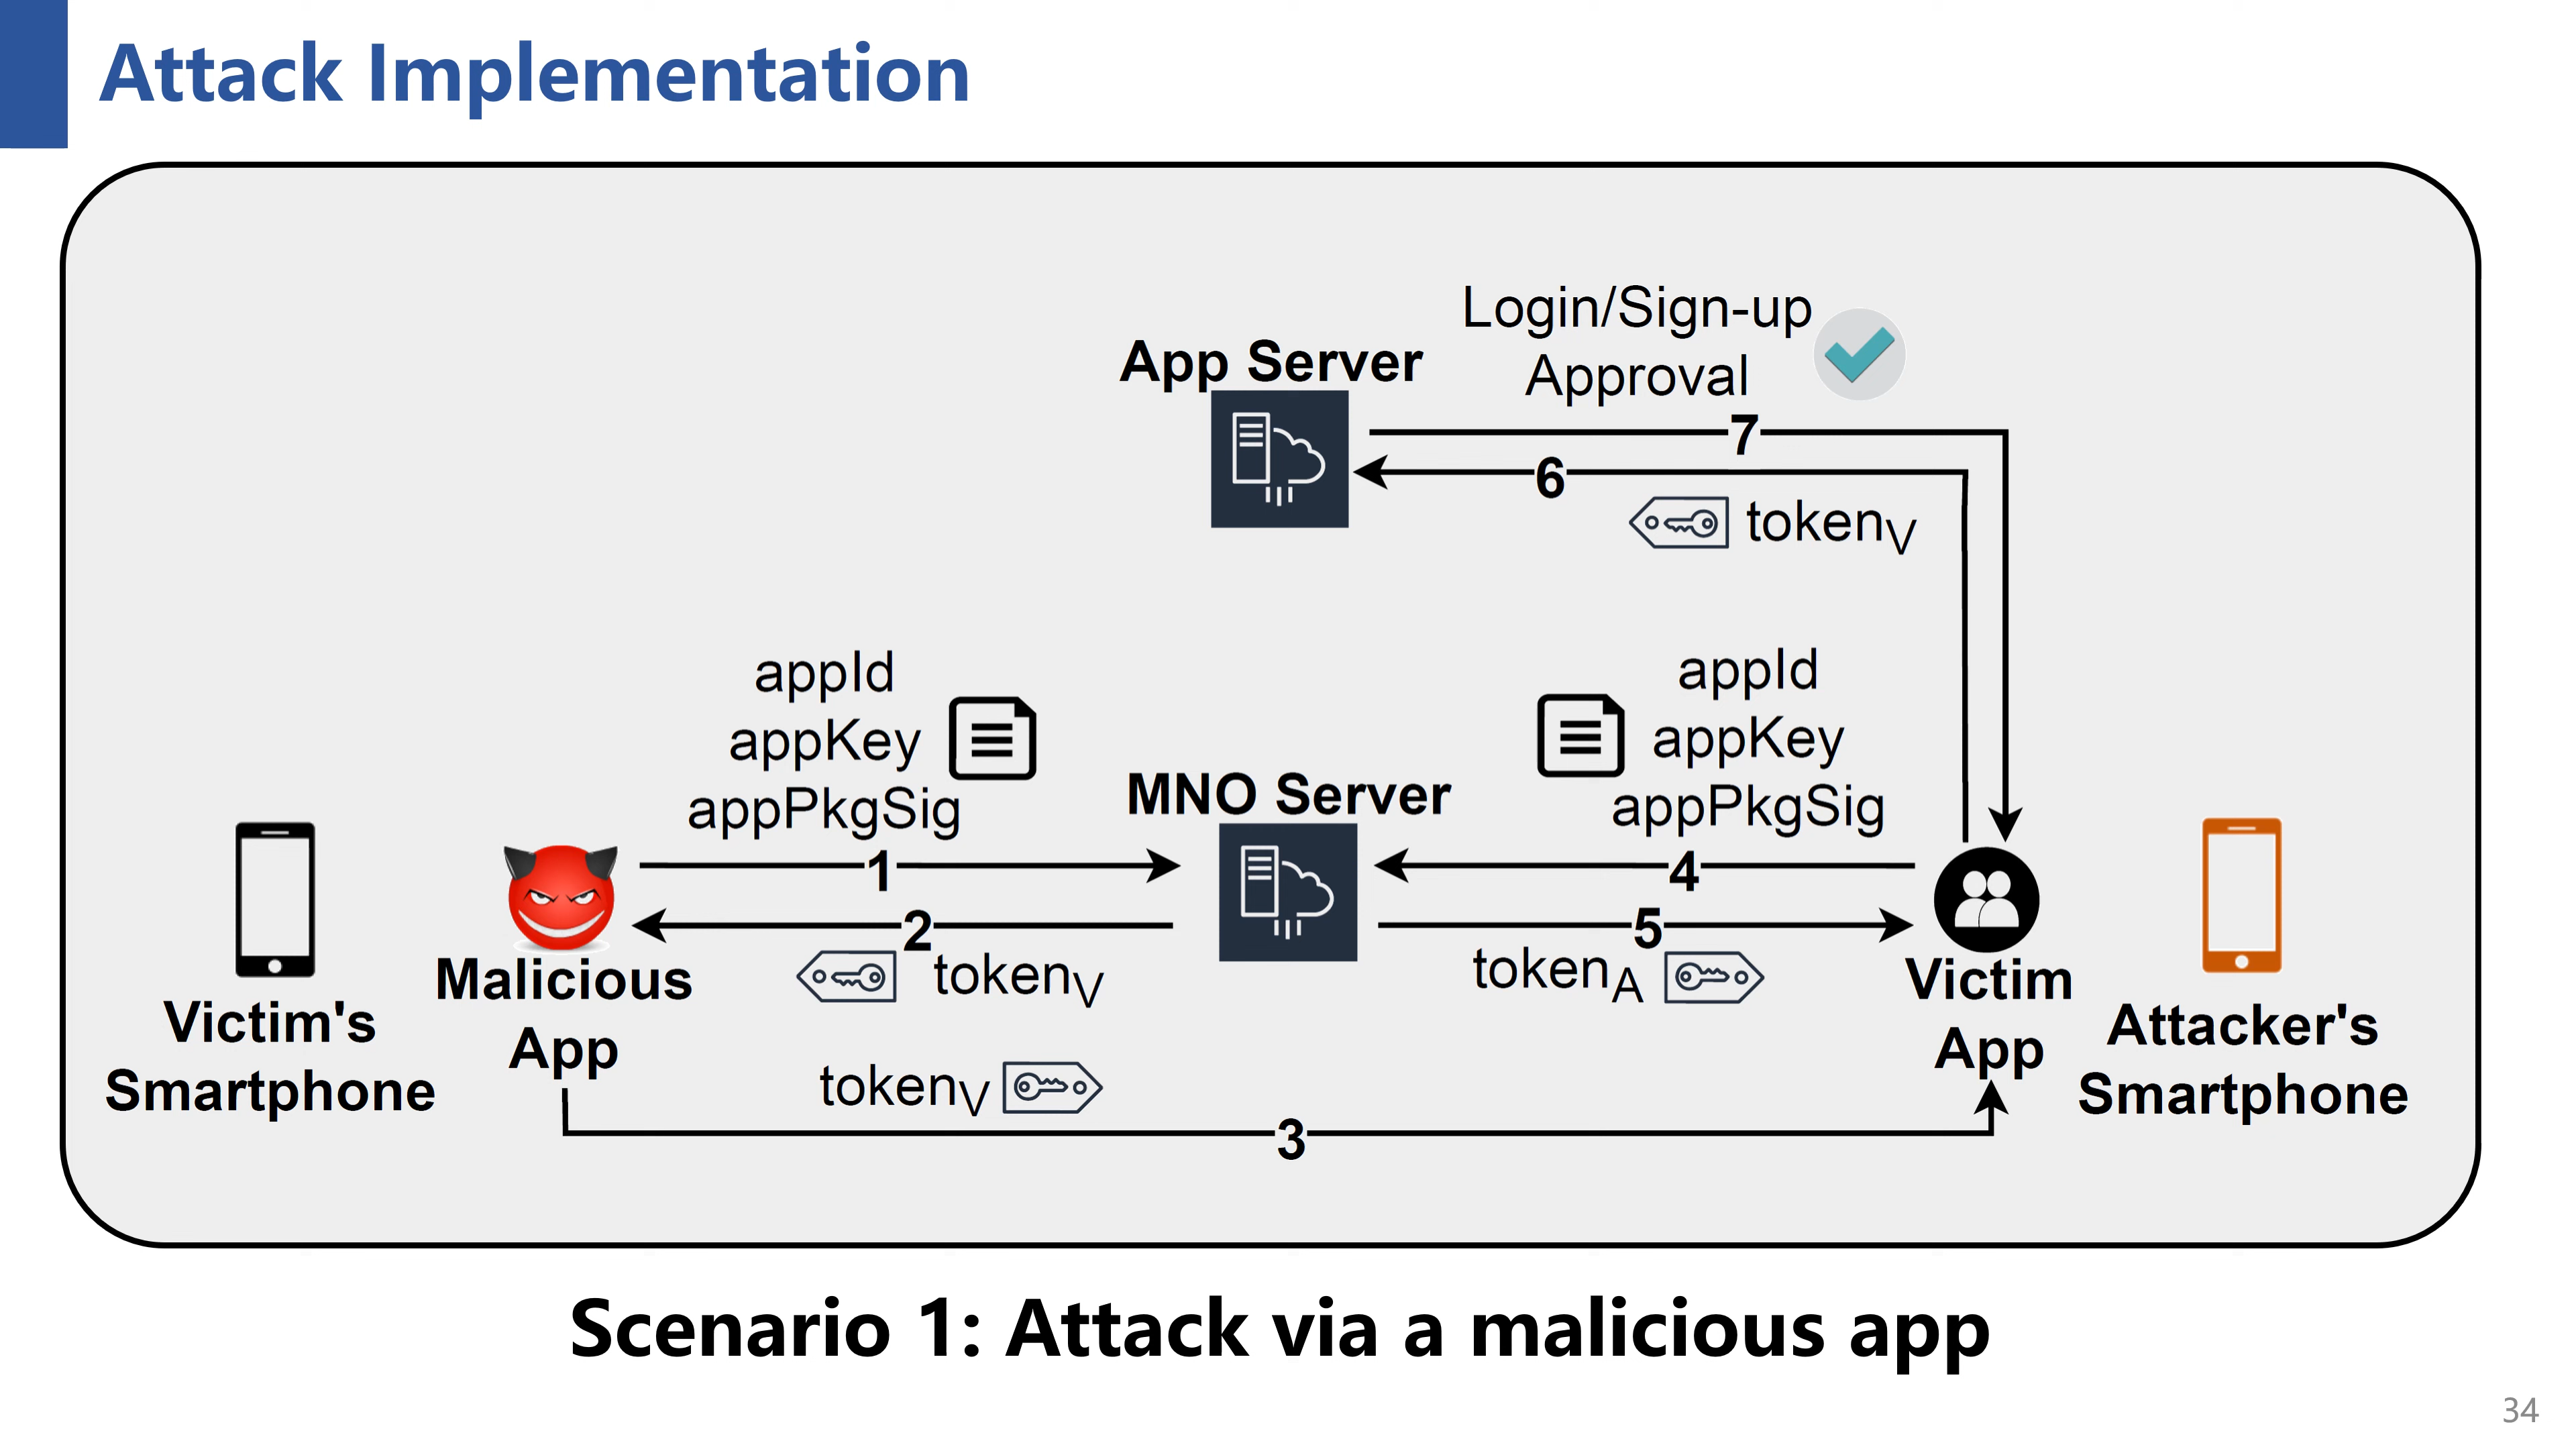 Attack Implementation
Login/Sign-up
Approval
App Server
7
6
tokenV
appId
appKey
appPkgSig
appId
appKey
appPkgSig
MNO Server
1
4
2
5
tokenV
tokenA
Malicious
App
Victim
App
Victim's
Smartphone
Attacker's
Smartphone
tokenV
3
Scenario 1: Attack via a malicious app
34